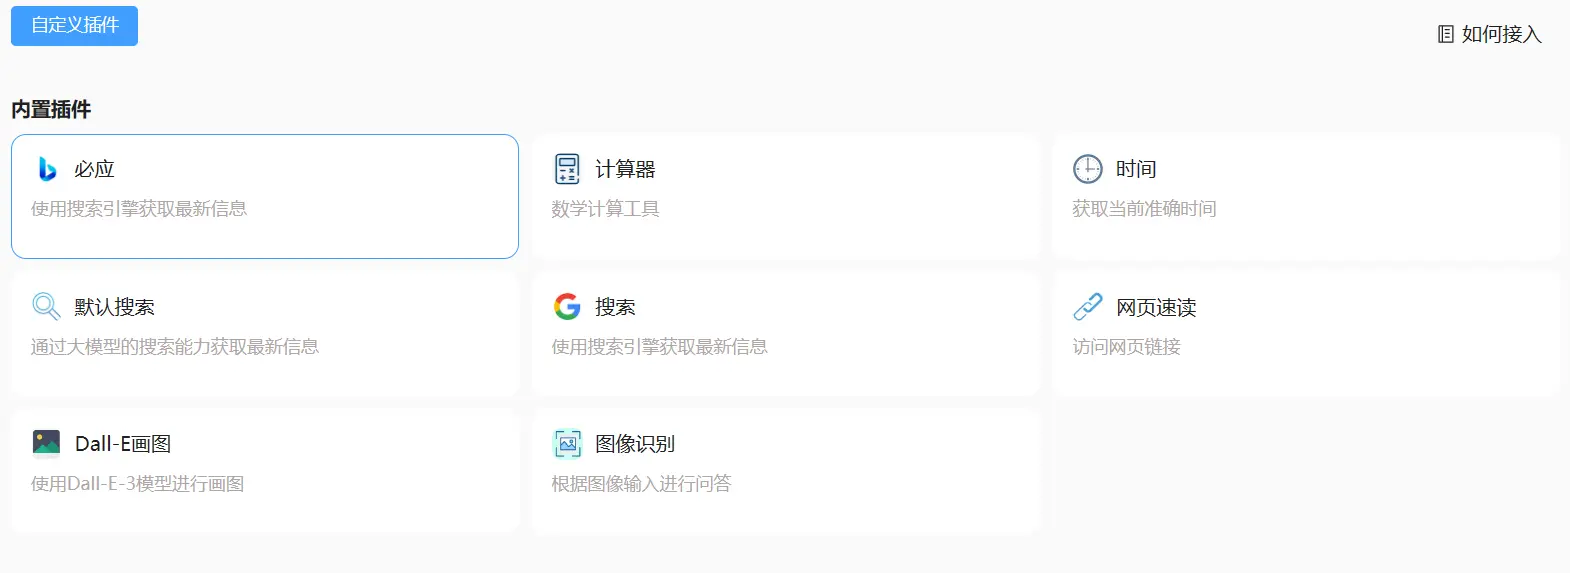 自定义插件
如何接入
内置插件
必应
使用搜索引擎获取最新信息
计算器
数学计算工具
时间
获取当前准确时间
默认搜索
通过大模型的搜索能力获取最新信息
搜索
使用搜索引擎获取最新信息
网页速读
访问网页链接
Dall-E画图
使用Dall-E-3模型进行画图
图像识别
根据图像输入进行问答